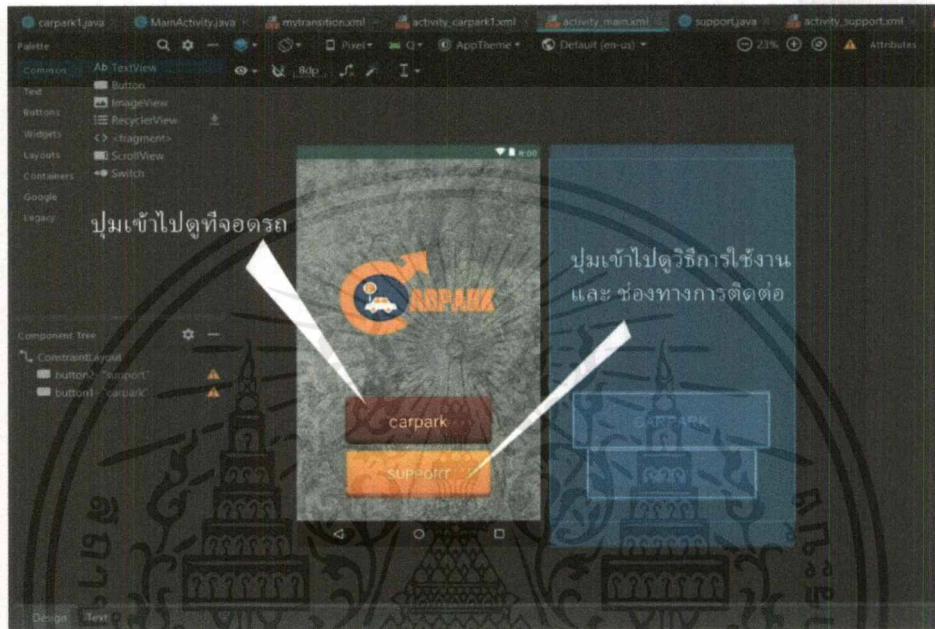 carpark1.java
MainActivity.java
mytransition.xml
activity_carpark1.xml
activity_main.xml
support.java
activity_support.xml
Palette
Pixel
Q
AppTheme
Default (en-us)
23%
Attributes
Common
Ab TextView
8dp
Text
Button
Buttons
ImageView
RecyclerView
Widgets
<> <fragment>
Layouts
ScrollView
Containers
Switch
Google
Legacy
8:00
ปุ่มเข้าไปดูที่จอดรถ
ปุ่มเข้าไปดูวิธีการใช้งาน
และ ช่องทางการติดต่อ
CARPARK
Component Tree
ConstraintLayout
button2- "support"
button1- "carpark"
carpark
support
CARPARK
Design
Text